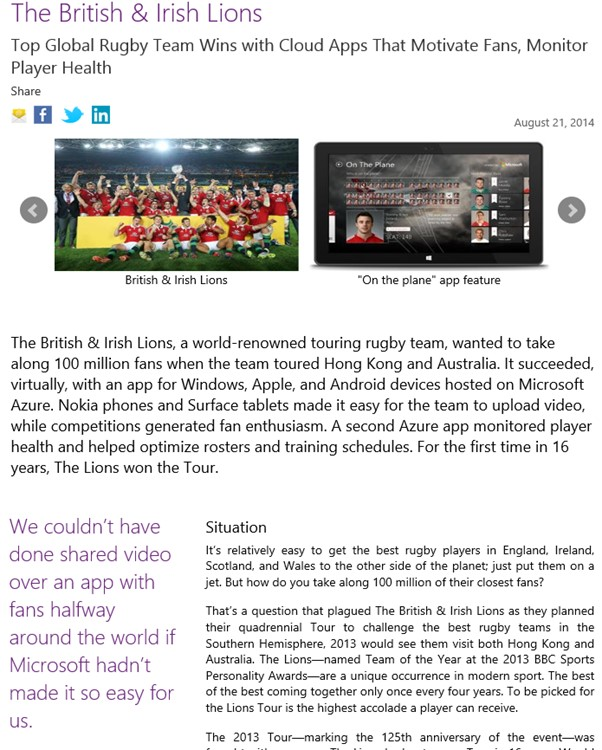 The British & Irish Lions
Top Global Rugby Team Wins with Cloud Apps That Motivate Fans, Monitor
Player Health
Share
August 21, 2014
On The Plane
British & Irish Lions
"On the plane" app feature
The British & Irish Lions, a world-renowned touring rugby team, wanted to take
along 100 million fans when the team toured Hong Kong and Australia. It succeeded,
virtually, with an app for Windows, Apple, and Android devices hosted on Microsoft
Azure. Nokia phones and Surface tablets made it easy for the team to upload video,
while competitions generated fan enthusiasm. A second Azure app monitored player
health and helped optimize rosters and training schedules. For the first time in 16
years, The Lions won the Tour.
We couldn't have
done shared video
over an app with
fans halfway
around the world if
Microsoft hadn't
made it so easy for
us.
Situation
It's relatively easy to get the best rugby players in England, Ireland,
Scotland, and Wales to the other side of the planet; just put them on a
jet. But how do you take along 100 million of their closest fans?
That's a question that plagued The British & Irish Lions as they planned
their quadrennial Tour to challenge the best rugby teams in the
Southern Hemisphere, 2013 would see them visit both Hong Kong and
Australia. The Lions—named Team of the Year at the 2013 BBC Sports
Personality Awards—are a unique occurrence in modern sport. The best
of the best coming together only once every four years. To be picked for
the Lions Tour is the highest accolade a player can receive.
The 2013 Tour—marking the 125th anniversary of the event—was